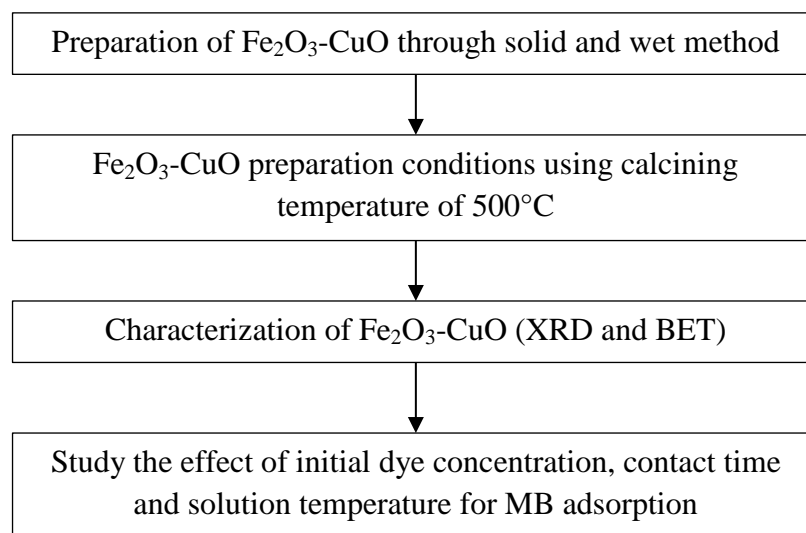 Preparation of Fe₂O₃-CuO through solid and wet method
Fe₂O₃-CuO preparation conditions using calcining
temperature of 500°C
Characterization of Fe₂O₃-CuO (XRD and BET)
Study the effect of initial dye concentration, contact time
and solution temperature for MB adsorption